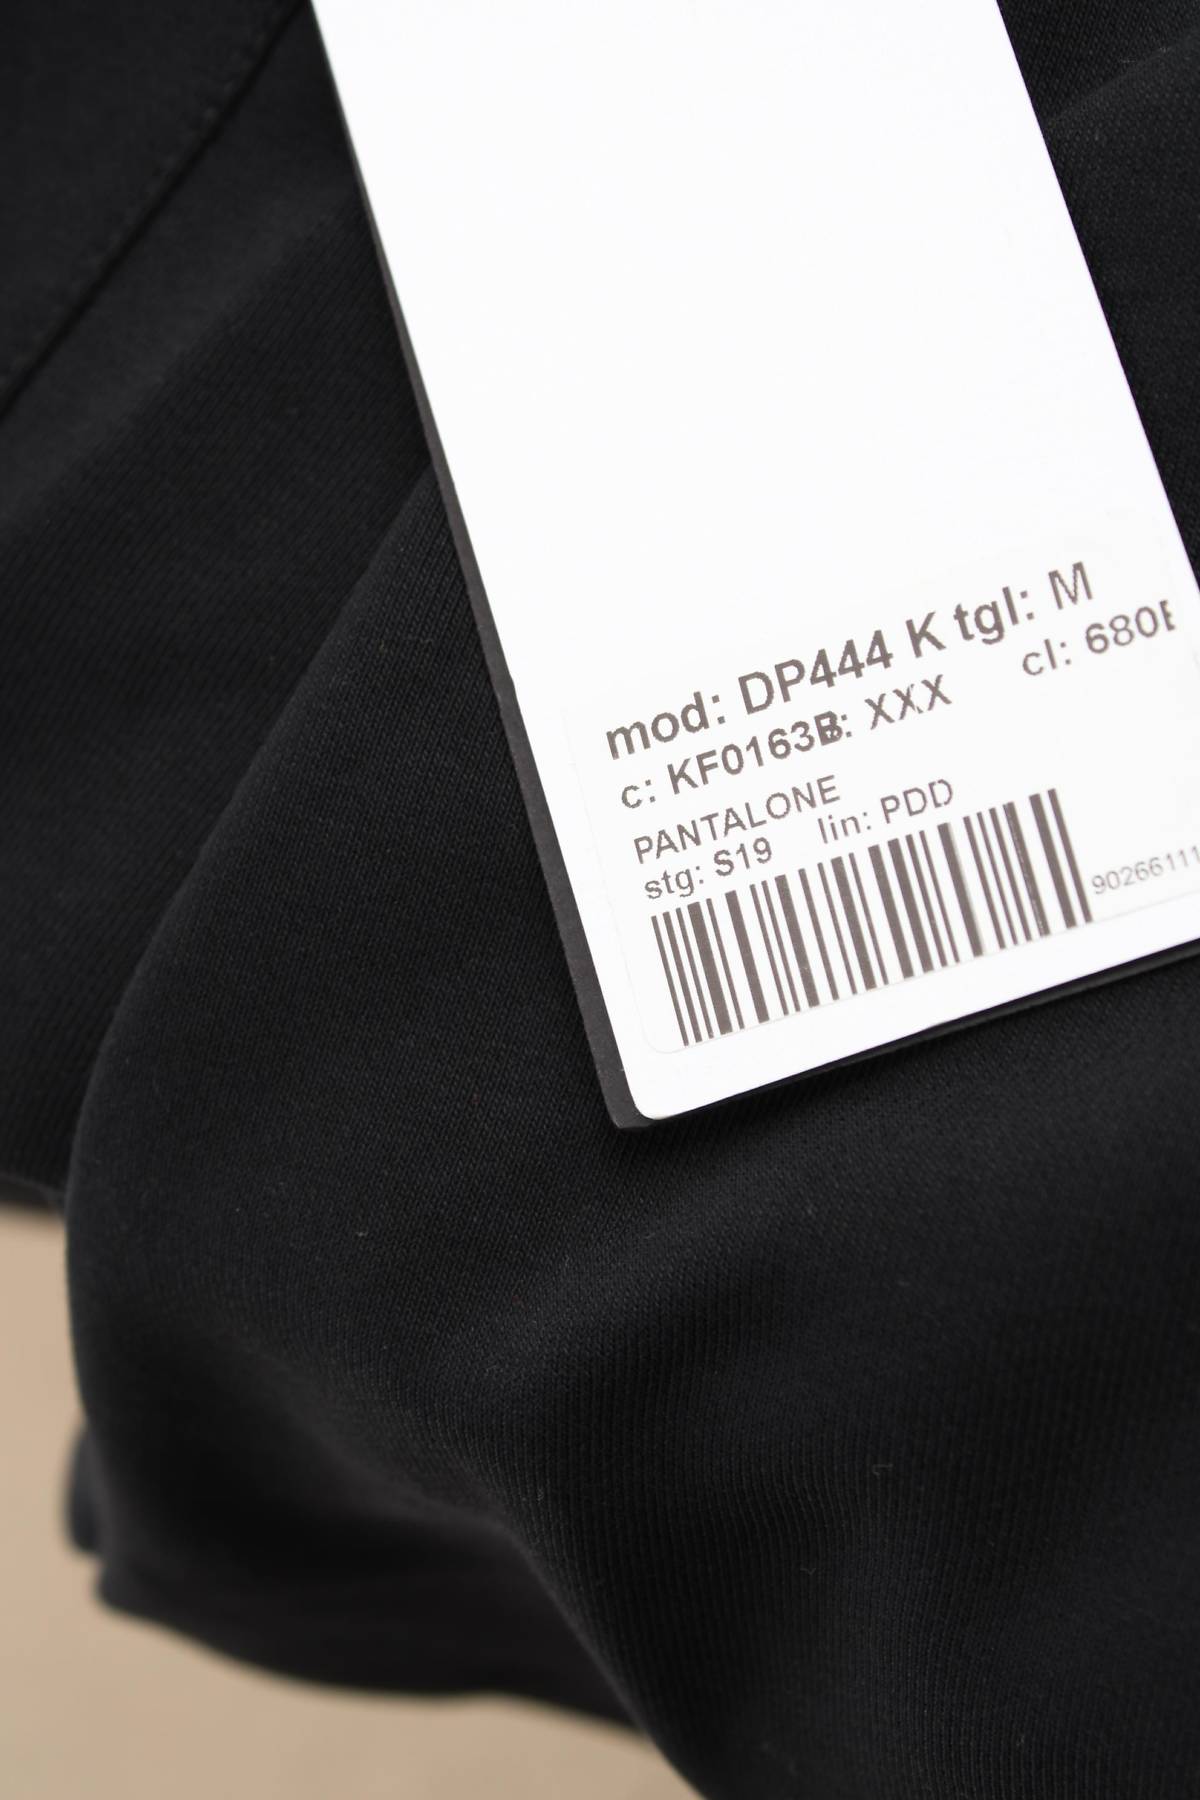 mod: DP444 K tgl: M
c: KF0163B: XXX cl: 680
PANTALONE
stg: S19 lin: PDD
90266111